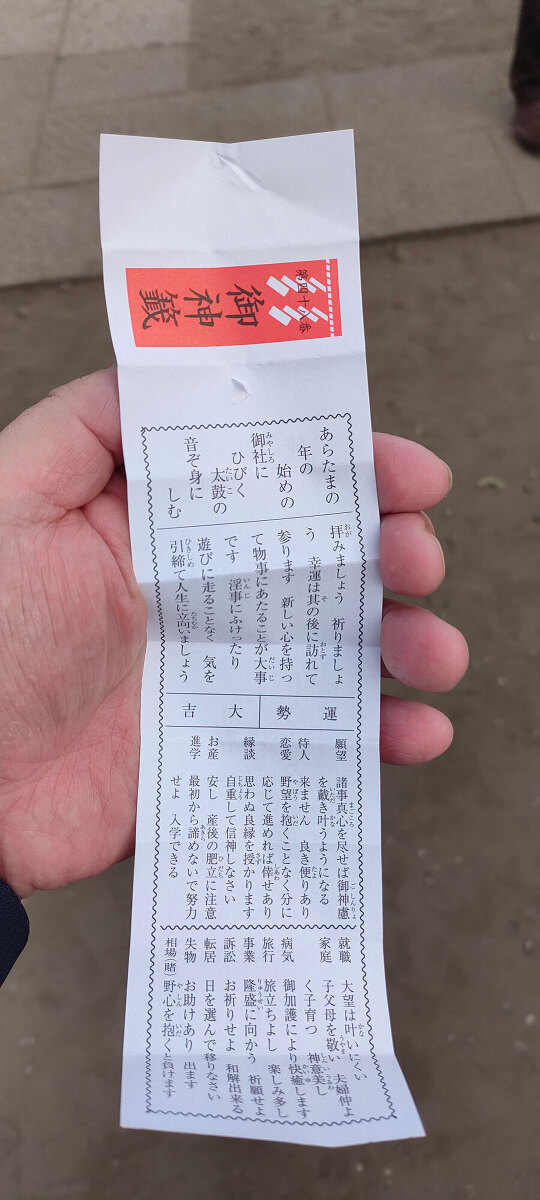 第四十八番
御神籤
あらたまの
年の
始めの
御社に
ひびく
太鼓の
音ぞ身に
しむ
拝みましょう 祈りましょ
う 幸運は其の後に訪れて
参ります 新しい心を持っ
て物事にあたることが大事
です 淫事にふけったり
遊びに走ることなく 気を
引締て人生に立向いましょう
運勢 大吉
願望 諸事真心を尽せば御神慮
を戴き叶うようになる
待人 来ません 良き便りあり
恋愛 野望を抱くことなく分に
応じて進めれば倖せあり
縁談 思わぬ良縁を授かります
自重して信神しなさい
お産 安し 産後の肥立に注意
進学 最初から諦めないで努力
せよ 入学できる
就職 大望は叶いにくい
家庭 子父母を敬い 夫婦仲よ
く子育つ 神意美し
病気 御加護により快癒します
旅行 旅立ちよし 楽しみ多し
事業 隆盛に向かう 祈願せよ
訴訟 お祈りせよ 和解出来る
転居 日を選んで移りなさい
失物 お助けあり 出ます
相場(賭) 野心を抱くと負けます